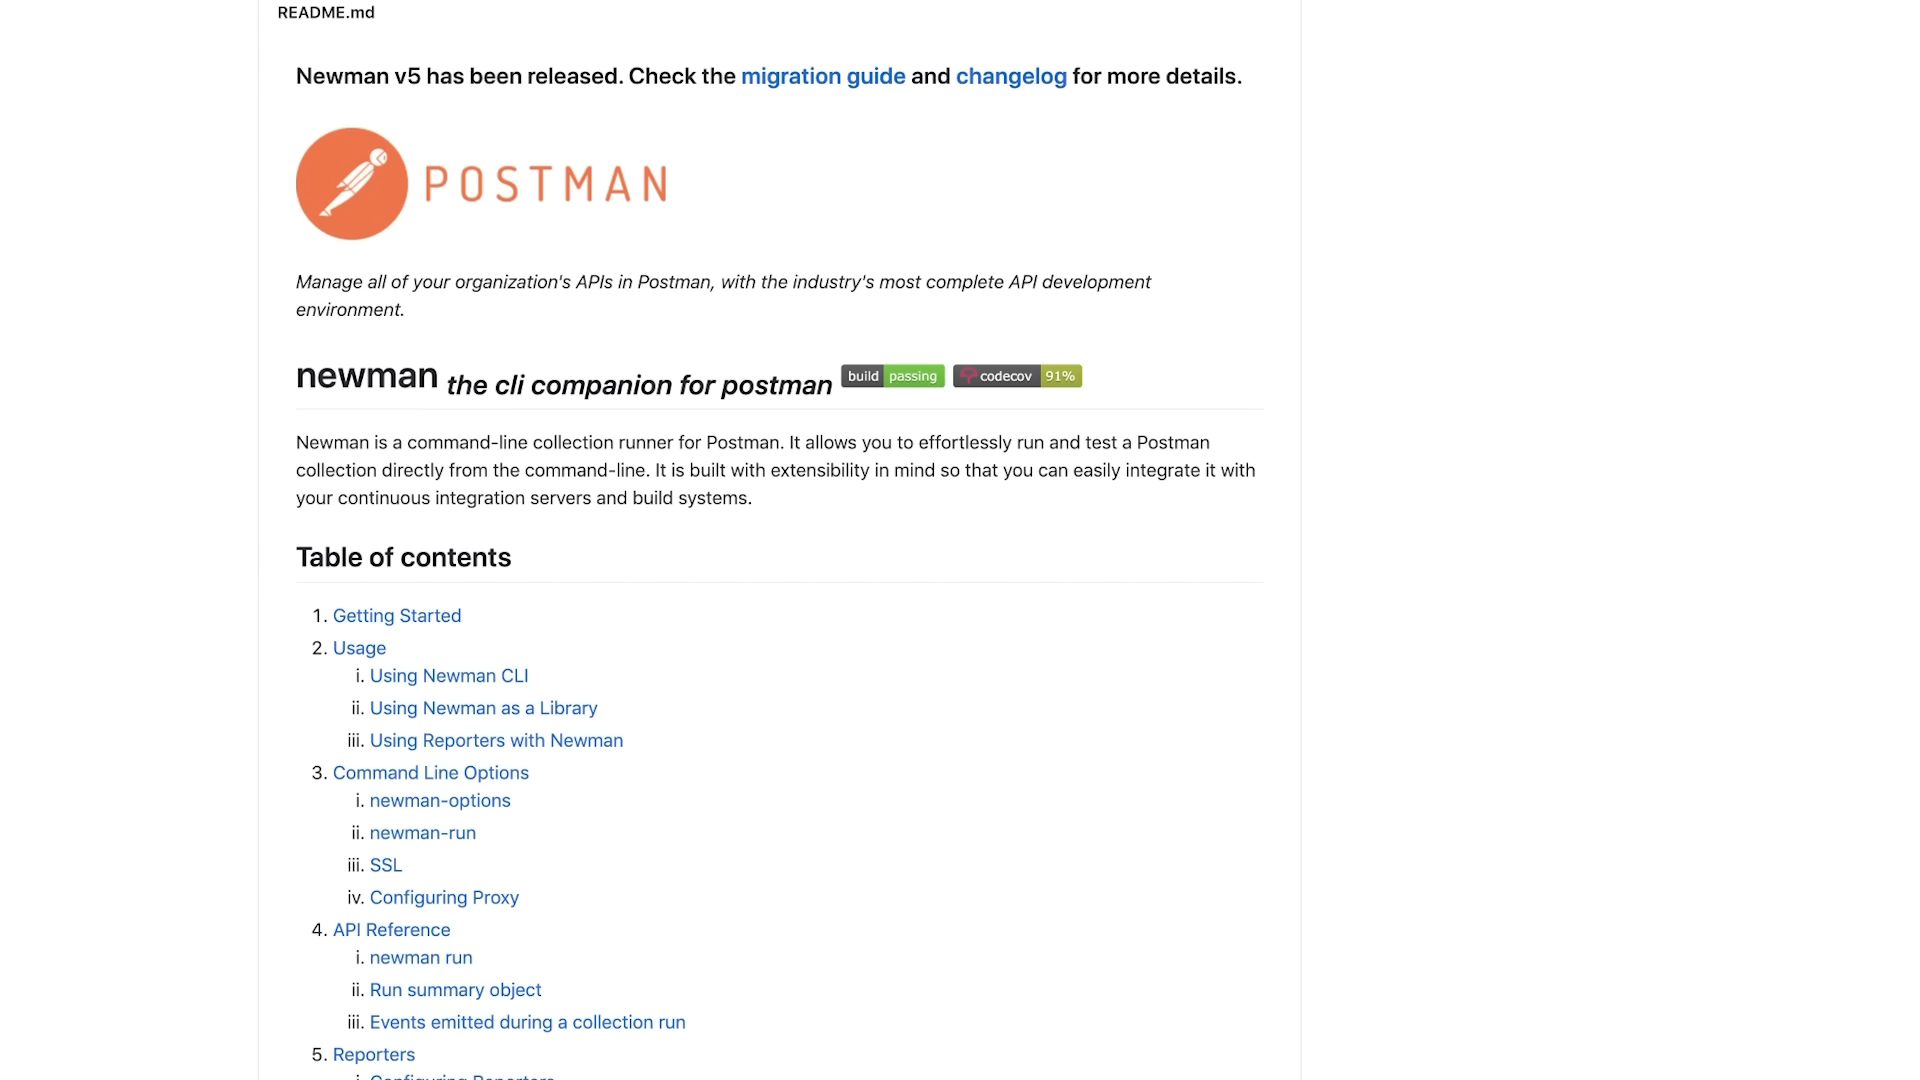 README.md
Newman v5 has been released. Check the migration guide and changelog for more details.
POSTMAN
Manage all of your organization's APIs in Postman, with the industry's most complete API development
environment.
newman the cli companion for postman build passing codecov 91%
Newman is a command-line collection runner for Postman. It allows you to effortlessly run and test a Postman
collection directly from the command-line. It is built with extensibility in mind so that you can easily integrate it with
your continuous integration servers and build systems.
Table of contents
1. Getting Started
2. Usage
i. Using Newman CLI
ii. Using Newman as a Library
iii. Using Reporters with Newman
3. Command Line Options
i. newman-options
ii. newman-run
iii. SSL
iv. Configuring Proxy
4. API Reference
i. newman run
ii. Run summary object
iii. Events emitted during a collection run
5. Reporters
i. Configuring Reporters